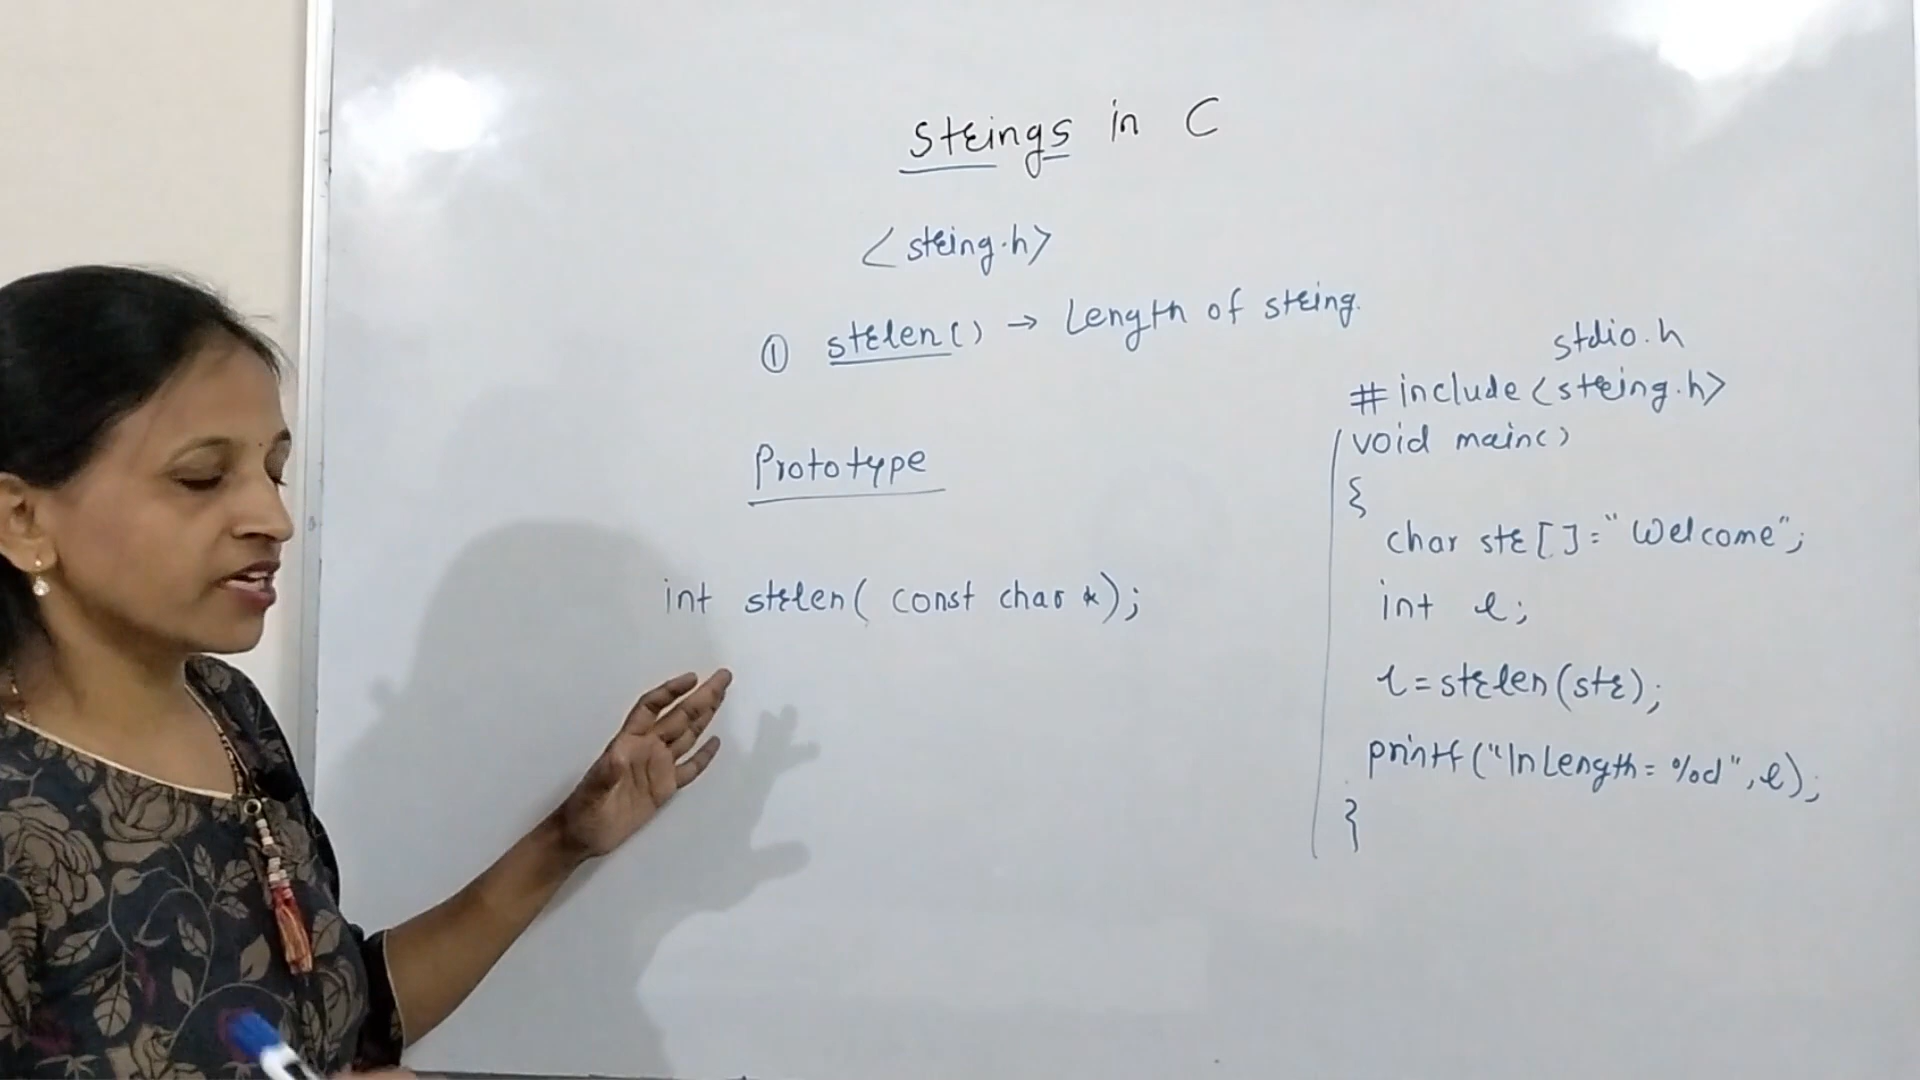 Strings in C
<string.h>
① strlen() → Length of string.
Prototype
int strlen( const char *);
stdio.h
#include<string.h>
void main()
{
char str[]="Welcome";
int l;
l=strlen(str);
printf("\nLength=%d",l);
}